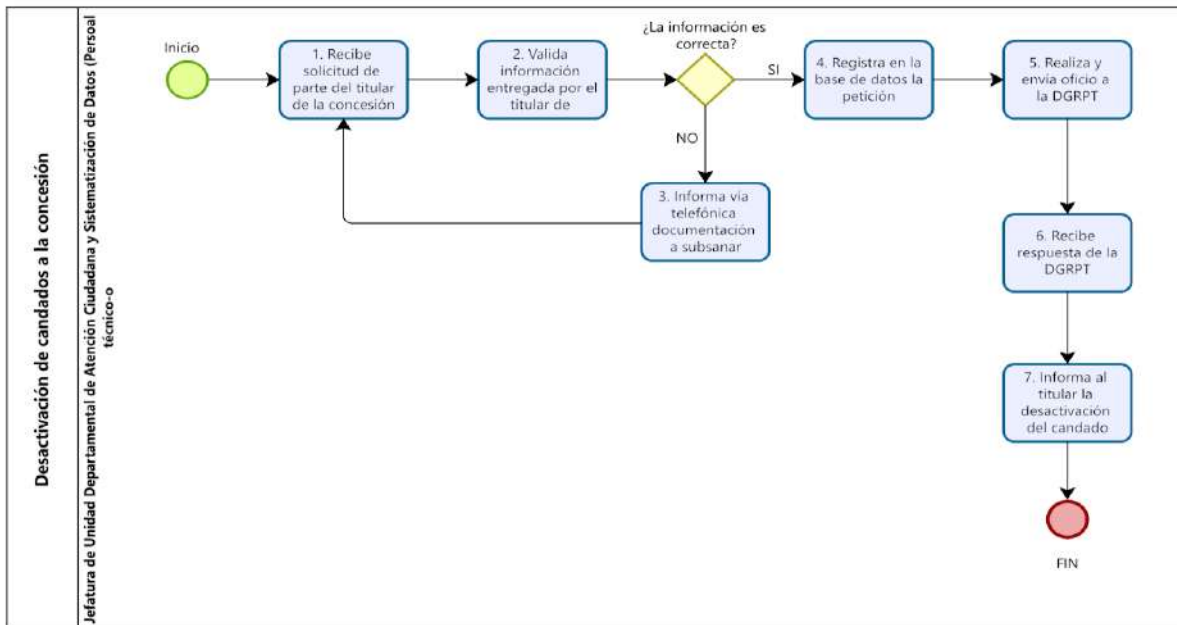 Desactivación de candados a la concesión
Jefatura de Unidad Departamental de Atención Ciudadana y Sistematización de Datos (Persoal
técnico-o
Inicio
1. Recibe
solicitud de
parte del titular
de la concesión
2. Valida
información
entregada por el
titular de
¿La información es
correcta?
SI
NO
3. Informa vía
telefónica
documentación
a subsanar
4. Registra en la
base de datos la
petición
5. Realiza y
envía oficio a
la DGRPT
6. Recibe
respuesta de la
DGRPT
7. Informa al
titular la
desactivación
del candado
FIN